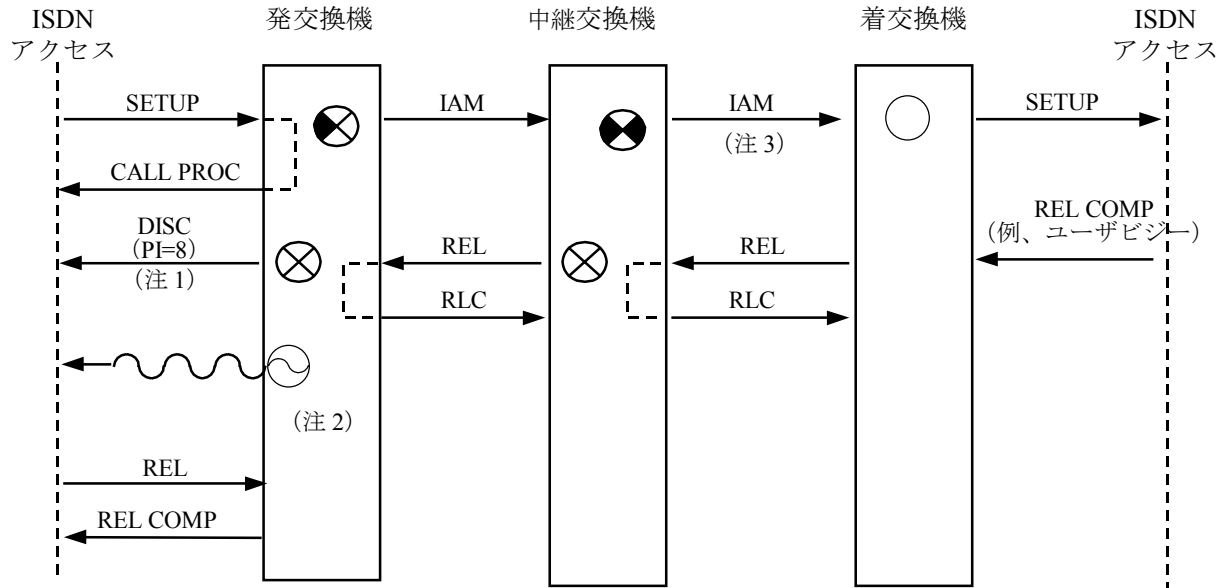 ISDN
アクセス
発交換機
中継交換機
着交換機
ISDN
アクセス
SETUP
IAM
IAM
(注 3)
SETUP
CALL PROC
DISC
(PI=8)
(注 1)
REL
REL
REL COMP
(例、ユーザビジー)
RLC
RLC
(注 2)
REL
REL COMP